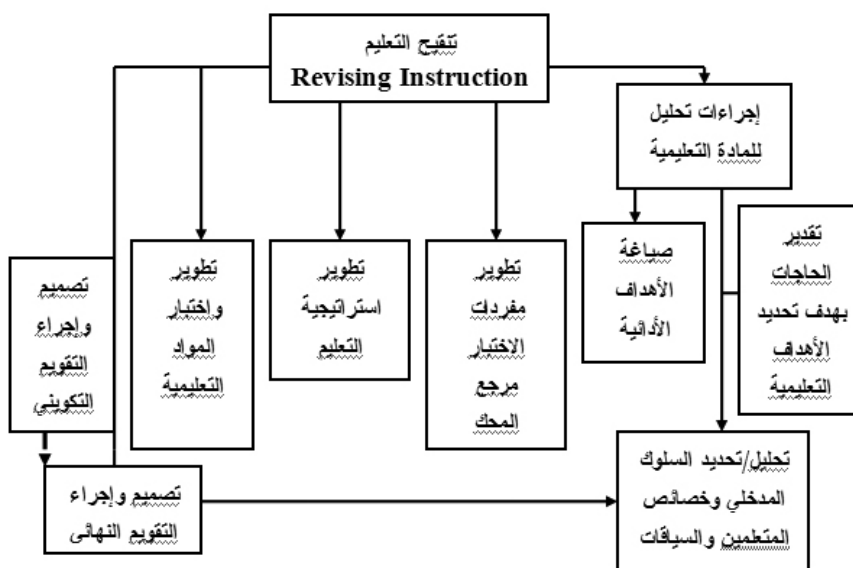 تنقيح التعليم
Revising Instruction
إجراءات تحليل
للمادة التعليمية
تقدير
الحاجات
بهدف تحديد
الأهداف
التعليمية
صياغة
الأهداف
الأدائية
تطوير
مفردات
الاختبار
مرجع
المحك
تطوير
استراتيجية
التعليم
تطوير
واختبار
المواد
التعليمية
تصميم
وإجراء
التقويم
التكويني
تحليل/تحديد السلوك
المدخلي وخصائص
المتعلمين والسياقات
تصميم وإجراء
التقويم النهائى